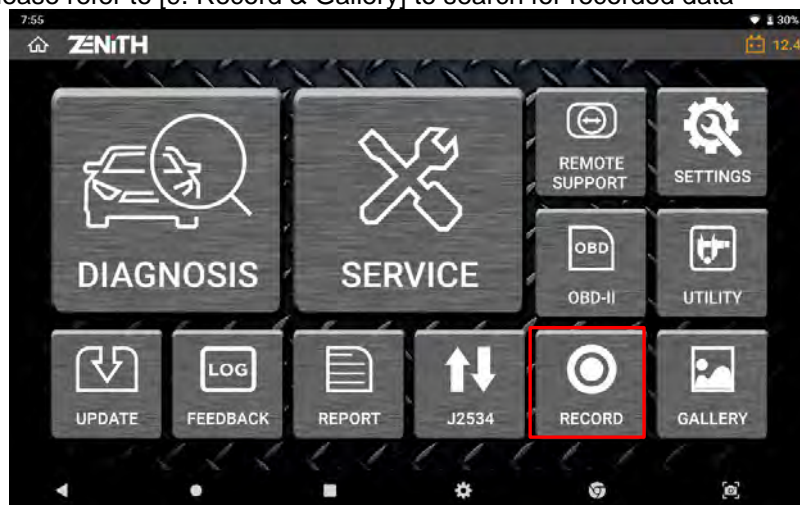 ease refer to [9. Record & Gallery] to search for recorded data
7:55
30%
ZENITH
12.4
DIAGNOSIS
SERVICE
REMOTE
SUPPORT
SETTINGS
OBD
OBD-II
UTILITY
UPDATE
LOG
FEEDBACK
REPORT
J2534
RECORD
GALLERY